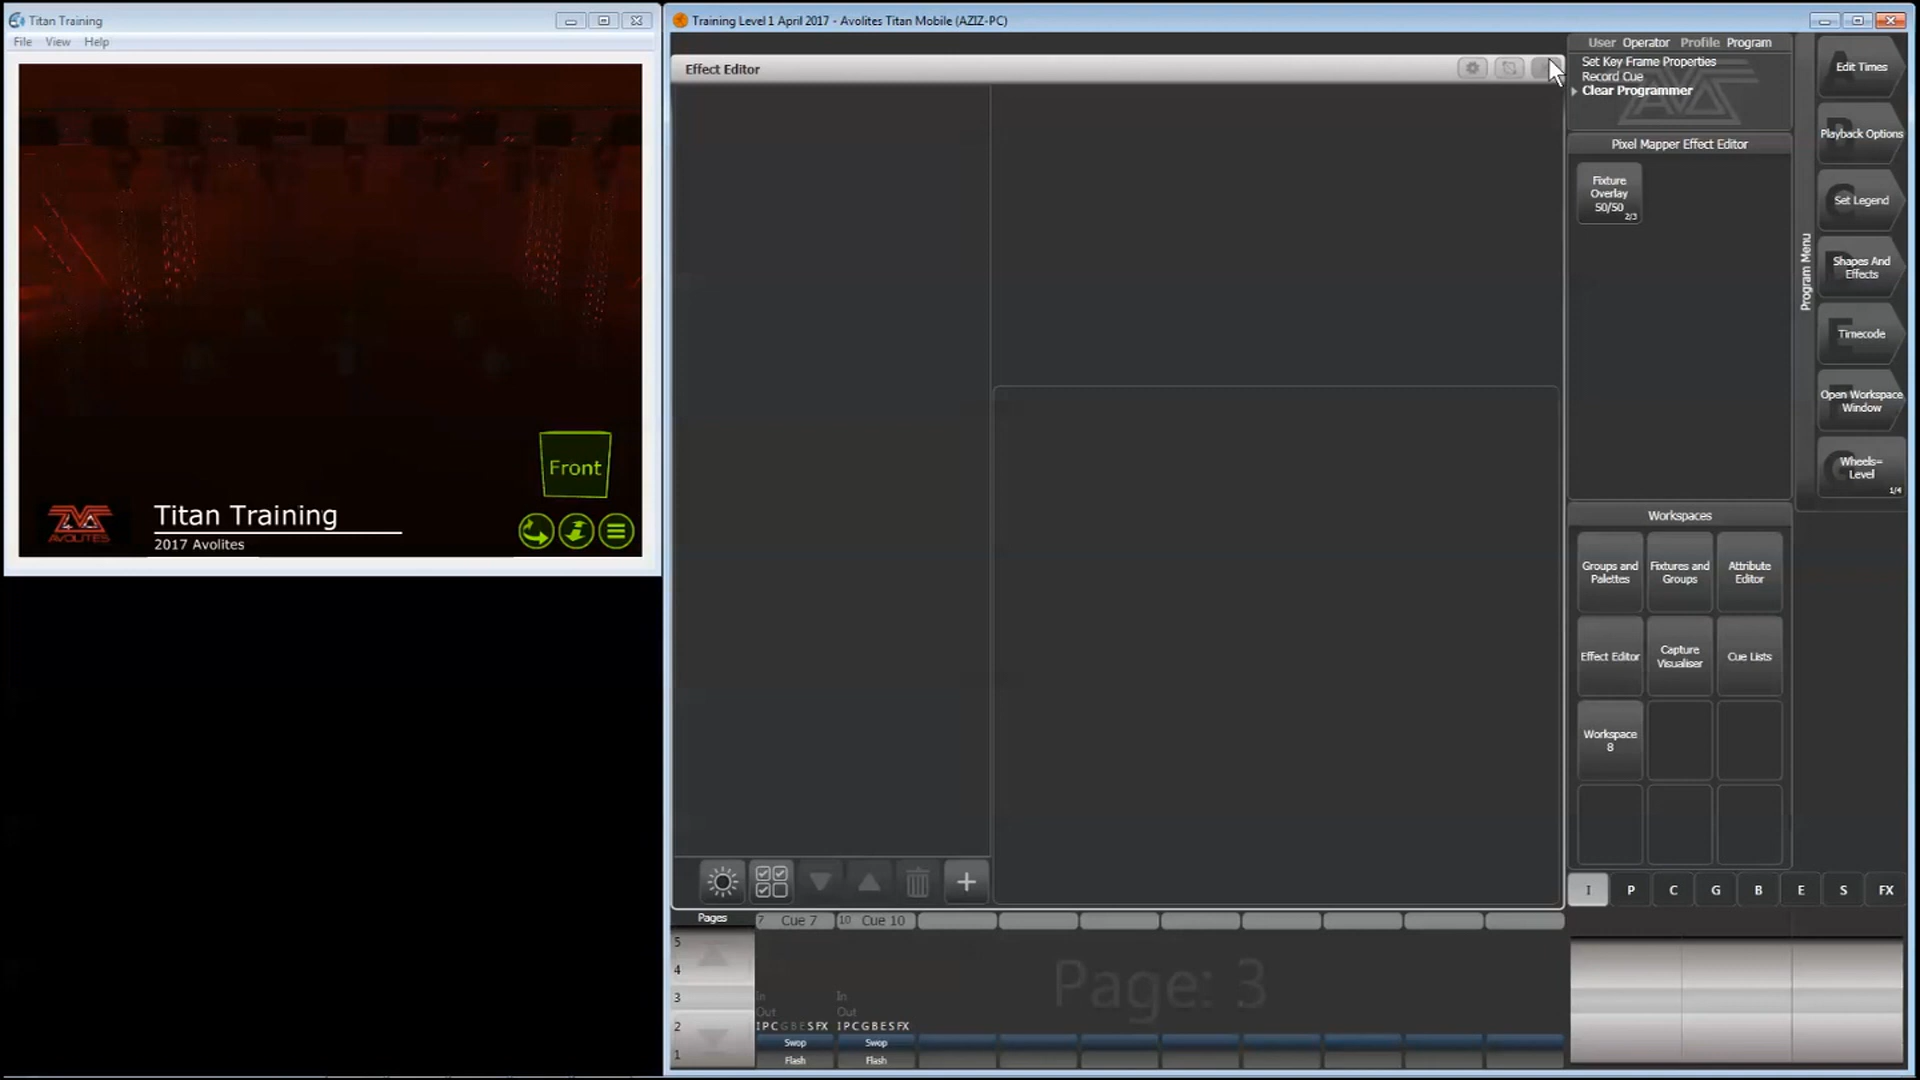 Titan Training
File View Help
Front
AVOLITES
Titan Training
2017 Avolites
Training Level 1 April 2017 - Avolites Titan Mobile (AZIZ-PC)
Effect Editor
User Operator Profile Program
Set Key Frame Properties
Record Cue
Clear Programmer
Pixel Mapper Effect Editor
Fixture
Overlay
50/50
2/3
Program Menu
A
Edit Times
B
Playback Options
C
Set Legend
D
Shapes And
Effects
E
Timecode
F
Open Workspace
Window
G
Wheels=
Level
1/4
Workspaces
Groups and
Palettes
Fixtures and
Groups
Attribute
Editor
Effect Editor
Capture
Visualiser
Cue Lists
Workspace
8
I P C G B E S FX
Pages
5
4
3
2
1
7 Cue 7
10 Cue 10
In
Out
IPCGBESFX
Swop
Flash
In
Out
IPCGBESFX
Swop
Flash
Page: 3